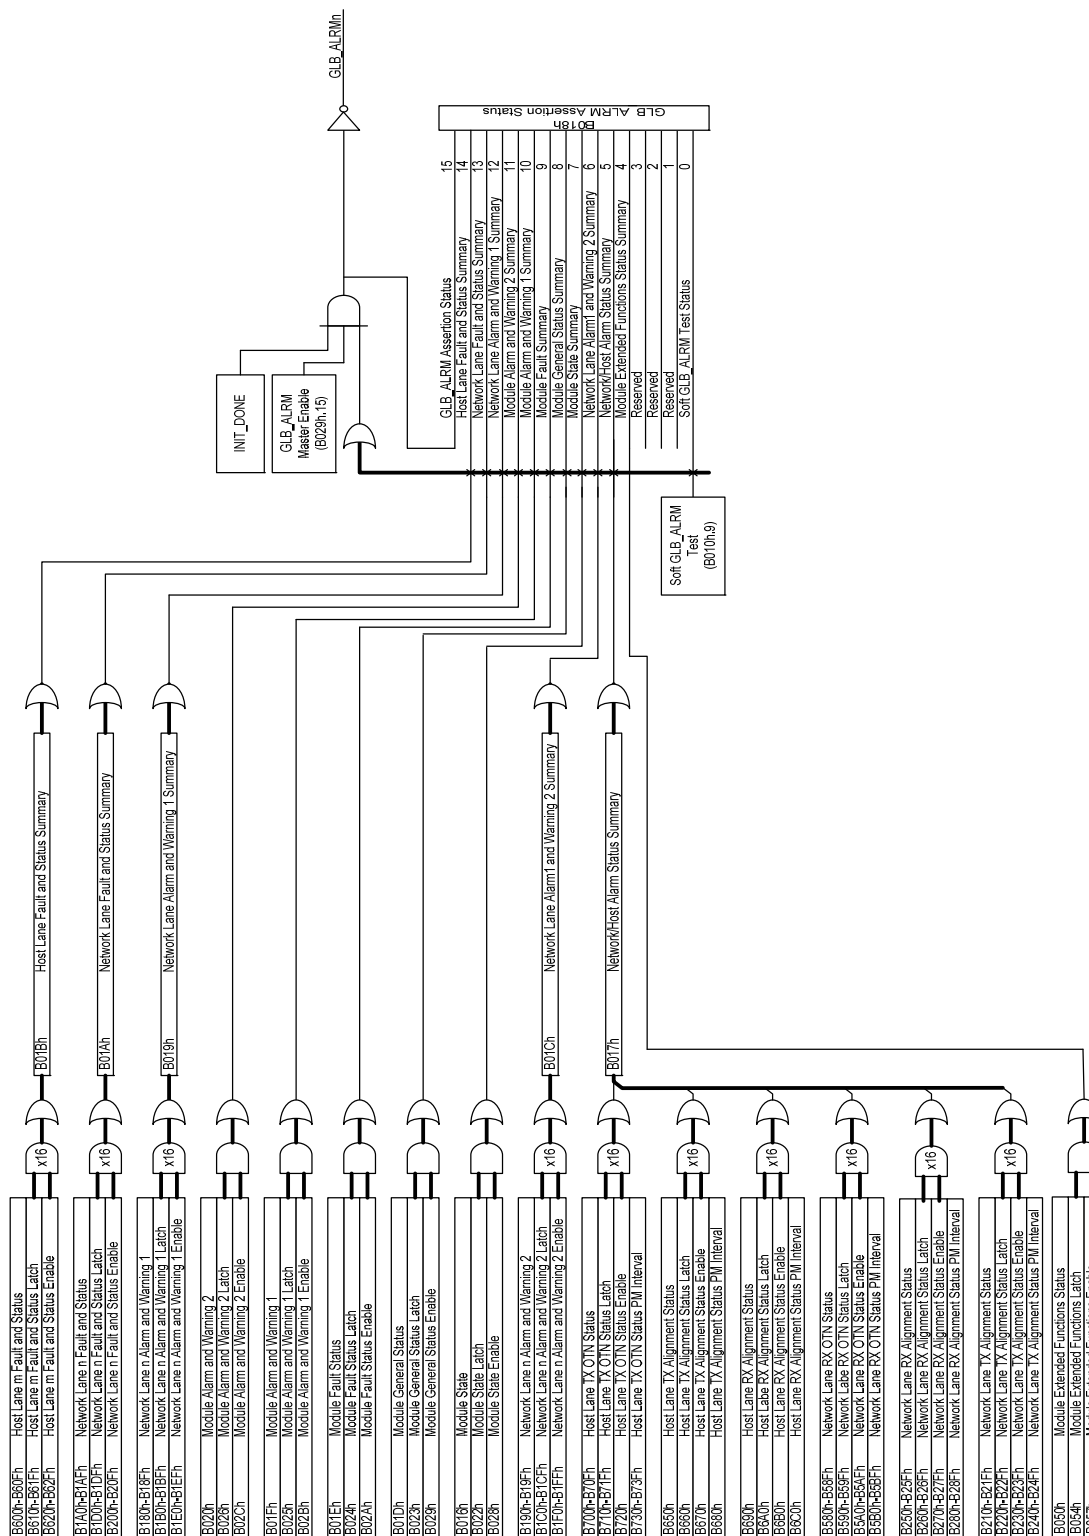 GLB_ALRMn
GLB_ALRM Assertion Status
B018h
INIT_DONE
GLB_ALRM
Master Enable
(B029h.15)
GLB_ALRM Assertion Status 15
Host Lane Fault and Status Summary 14
Network Lane Fault and Status Summary 13
Network Lane Alarm and Warning 1 Summary 12
Module Alarm and Warning 2 Summary 11
Module Alarm and Warning 1 Summary 10
Module Fault Summary 9
Module General Status Summary 8
Module State Summary 7
Network Lane Alarm1 and Warning 2 Summary 6
Network/Host Alarm Status Summary 5
Module Extended Functions Status Summary 4
Reserved 3
Reserved 2
Reserved 1
Soft GLB_ALRM Test Status 0
Soft GLB_ALRM
Test
(B010h.9)
B01Bh Host Lane Fault and Status Summary
B01Ah Network Lane Fault and Status Summary
B019h Network Lane Alarm and Warning 1 Summary
B01Ch Network Lane Alarm1 and Warning 2 Summary
B017h Network/Host Alarm Status Summary
x16
x16
x16
x16
x16
x16
x16
x16
x16
x16
B600h-B60Fh Host Lane m Fault and Status
B610h-B61Fh Host Lane m Fault and Status Latch
B620h-B62Fh Host Lane m Fault and Status Enable
B1A0h-B1AFh Network Lane n Fault and Status
B1D0h-B1DFh Network Lane n Fault and Status Latch
B200h-B20Fh Network Lane n Fault and Status Enable
B180h-B18Fh Network Lane n Alarm and Warning 1
B1B0h-B1BFh Network Lane n Alarm and Warning 1 Latch
B1E0h-B1EFh Network Lane n Alarm and Warning 1 Enable
B020h Module Alarm and Warning 2
B026h Module Alarm and Warning 2 Latch
B02Ch Module Alarm and Warning 2 Enable
B01Fh Module Alarm and Warning 1
B025h Module Alarm and Warning 1 Latch
B02Bh Module Alarm and Warning 1 Enable
B01Eh Module Fault Status
B024h Module Fault Status Latch
B02Ah Module Fault Status Enable
B01Dh Module General Status
B023h Module General Status Latch
B029h Module General Status Enable
B016h Module State
B022h Module State Latch
B028h Module State Enable
B190h-B19Fh Network Lane n Alarm and Warning 2
B1C0h-B1CFh Network Lane n Alarm and Warning 2 Latch
B1F0h-B1FFh Network Lane n Alarm and Warning 2 Enable
B700h-B70Fh Host Lane TX OTN Status
B710h-B71Fh Host Lane TX OTN Status Latch
B720h Host Lane TX OTN Status Enable
B730h-B73Fh Host Lane TX OTN Status PM Interval
B650h Host Lane TX Alignment Status
B660h Host Lane TX Alignment Status Latch
B670h Host Lane TX Alignment Status Enable
B680h Host Lane TX Alignment Status PM Interval
B690h Host Lane RX Alignment Status
B6A0h Host Labe RX Alignment Status Latch
B6B0h Host Lane RX Alignment Status Enable
B6C0h Host Lane RX Alignment Status PM Interval
B580h-B58Fh Network Lane RX OTN Status
B590h-B59Fh Network Labe RX OTN Status Latch
B5A0h-B5AFh Network Lane RX OTN Status Enable
B5B0h-B5BFh Network Lane RX OTN Status PM Interval
B250h-B25Fh Network Lane RX Alignment Status
B260h-B26Fh Network Lane RX Alignment Status Latch
B270h-B27Fh Network Lane RX Alignment Status Enable
B280h-B28Fh Network Lane RX Alignment Status PM Interval
B210h-B21Fh Network Lane TX Alignment Status
B220h-B22Fh Network Lane TX Alignment Status Latch
B230h-B23Fh Network Lane TX Alignment Status Enable
B240h-B24Fh Network Lane TX Alignment Status PM Interval
B050h Module Extended Functions Status
B054h Module Extended Functions Latch